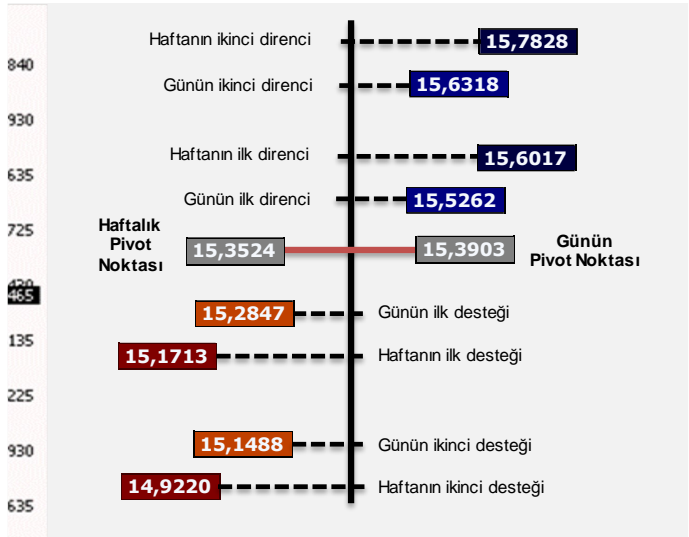 Haftanın ikinci direnci
15,7828
840
Günün ikinci direnci
15,6318
930
Haftanın ilk direnci
15,6017
635
Günün ilk direnci
15,5262
725
Haftalık
Pivot
Noktası
15,3524
15,3903
Günün
Pivot Noktası
465
15,2847
Günün ilk desteği
135
15,1713
Haftanın ilk desteği
225
15,1488
Günün ikinci desteği
930
14,9220
Haftanın ikinci desteği
635